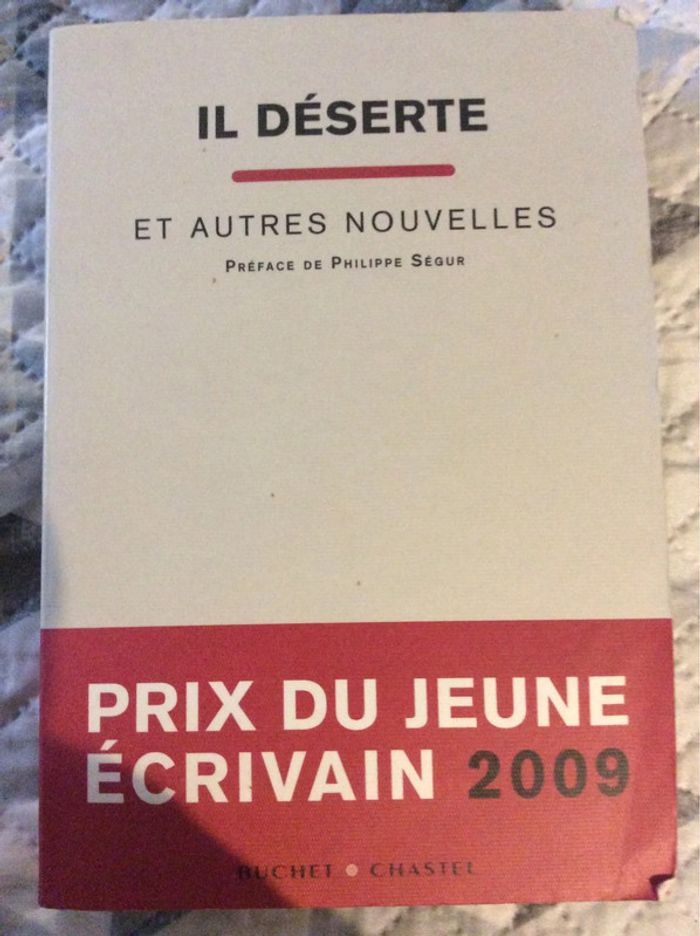 IL DÉSERTE
ET AUTRES NOUVELLES
PRÉFACE DE PHILIPPE SÉGUR
PRIX DU JEUNE
ÉCRIVAIN 2009
BUCHET • CHASTEL